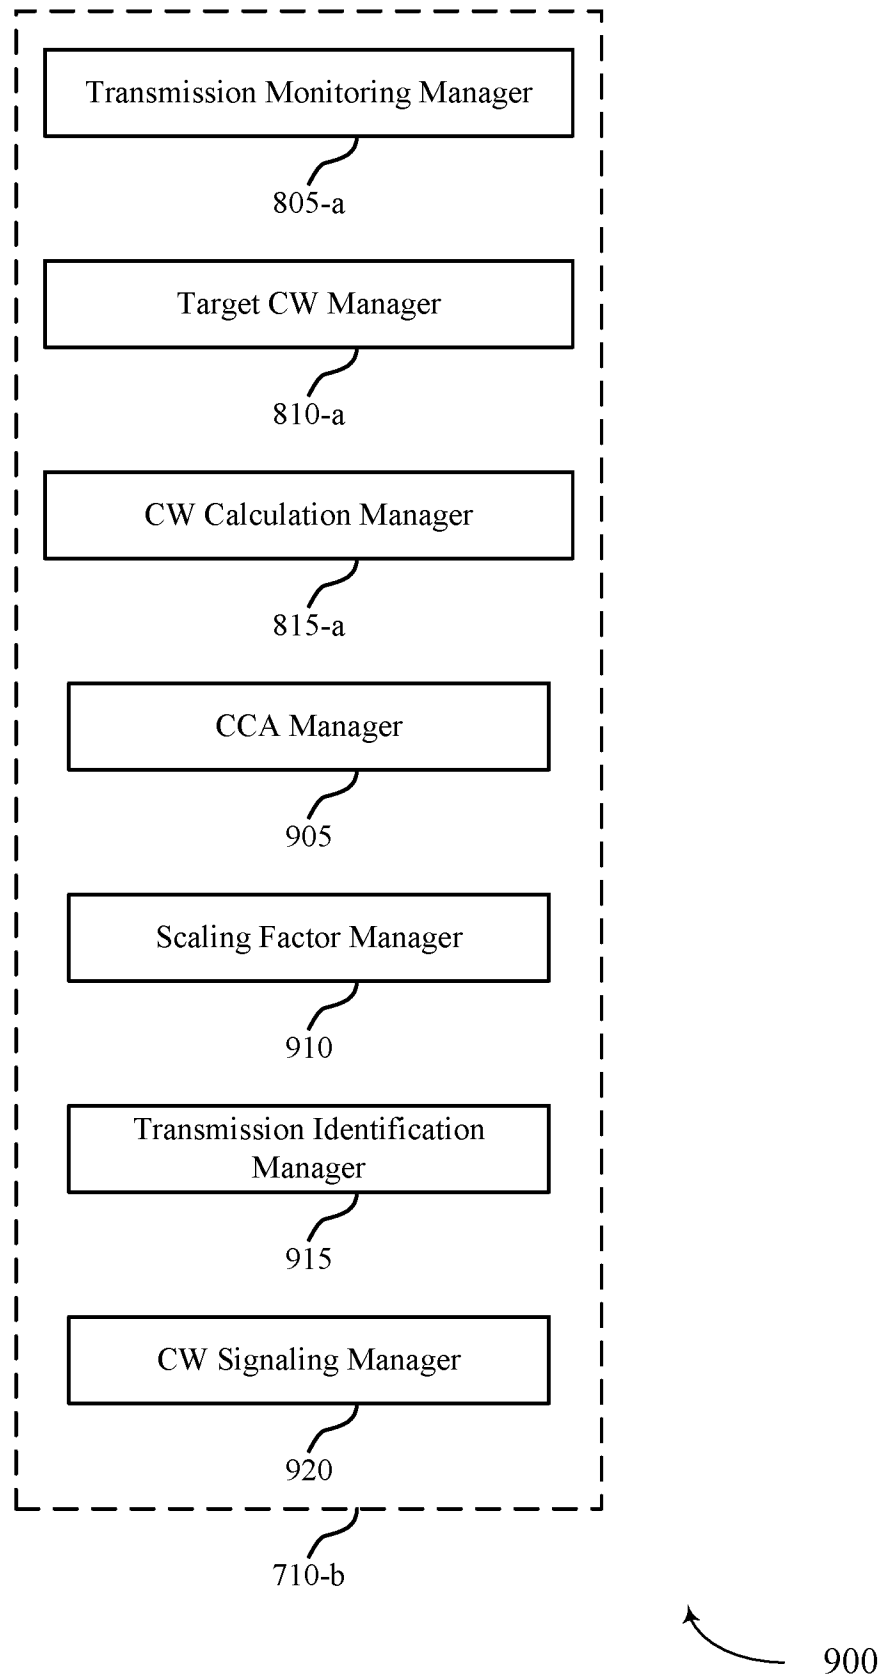 Transmission Monitoring Manager
805-a
Target CW Manager
810-a
CW Calculation Manager
815-a
CCA Manager
905
Scaling Factor Manager
910
Transmission Identification
Manager
915
CW Signaling Manager
920
710-b
900